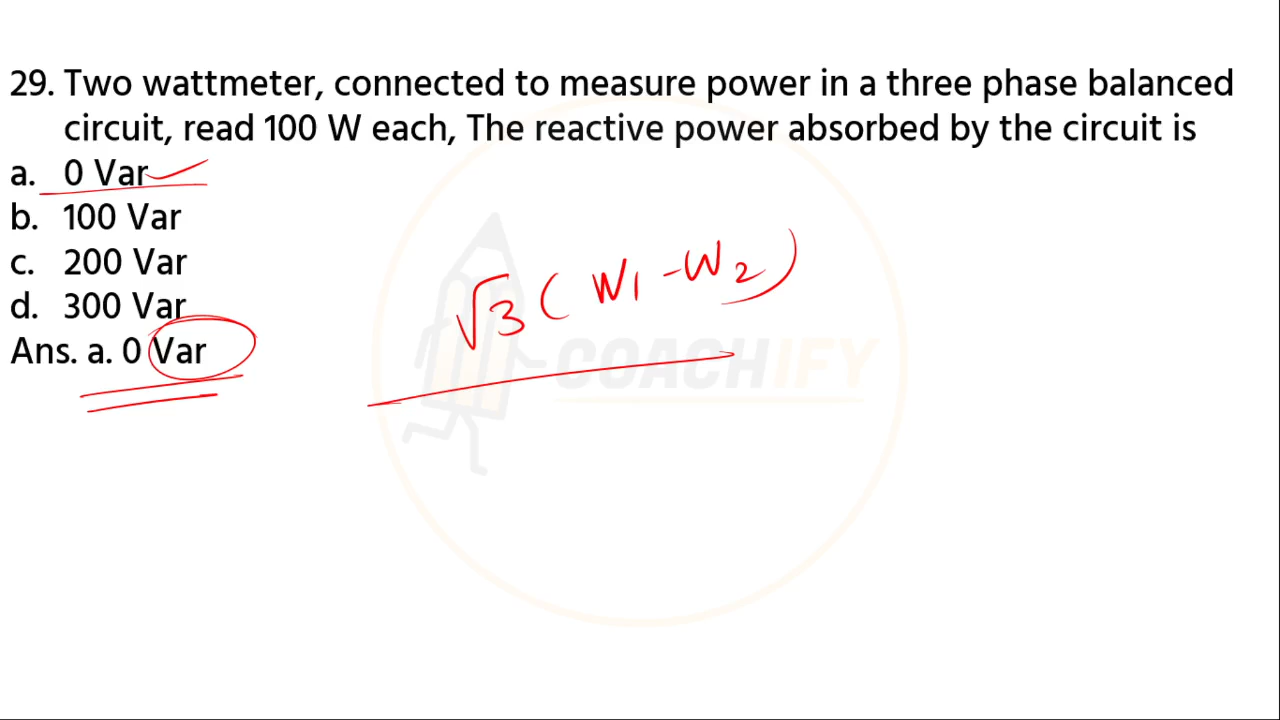 29. Two wattmeter, connected to measure power in a three phase balanced
circuit, read 100 W each, The reactive power absorbed by the circuit is
a. 0 Var
b. 100 Var
c. 200 Var
d. 300 Var
Ans. a. 0 Var
√3 ( W1 - W2 )
COACHIFY